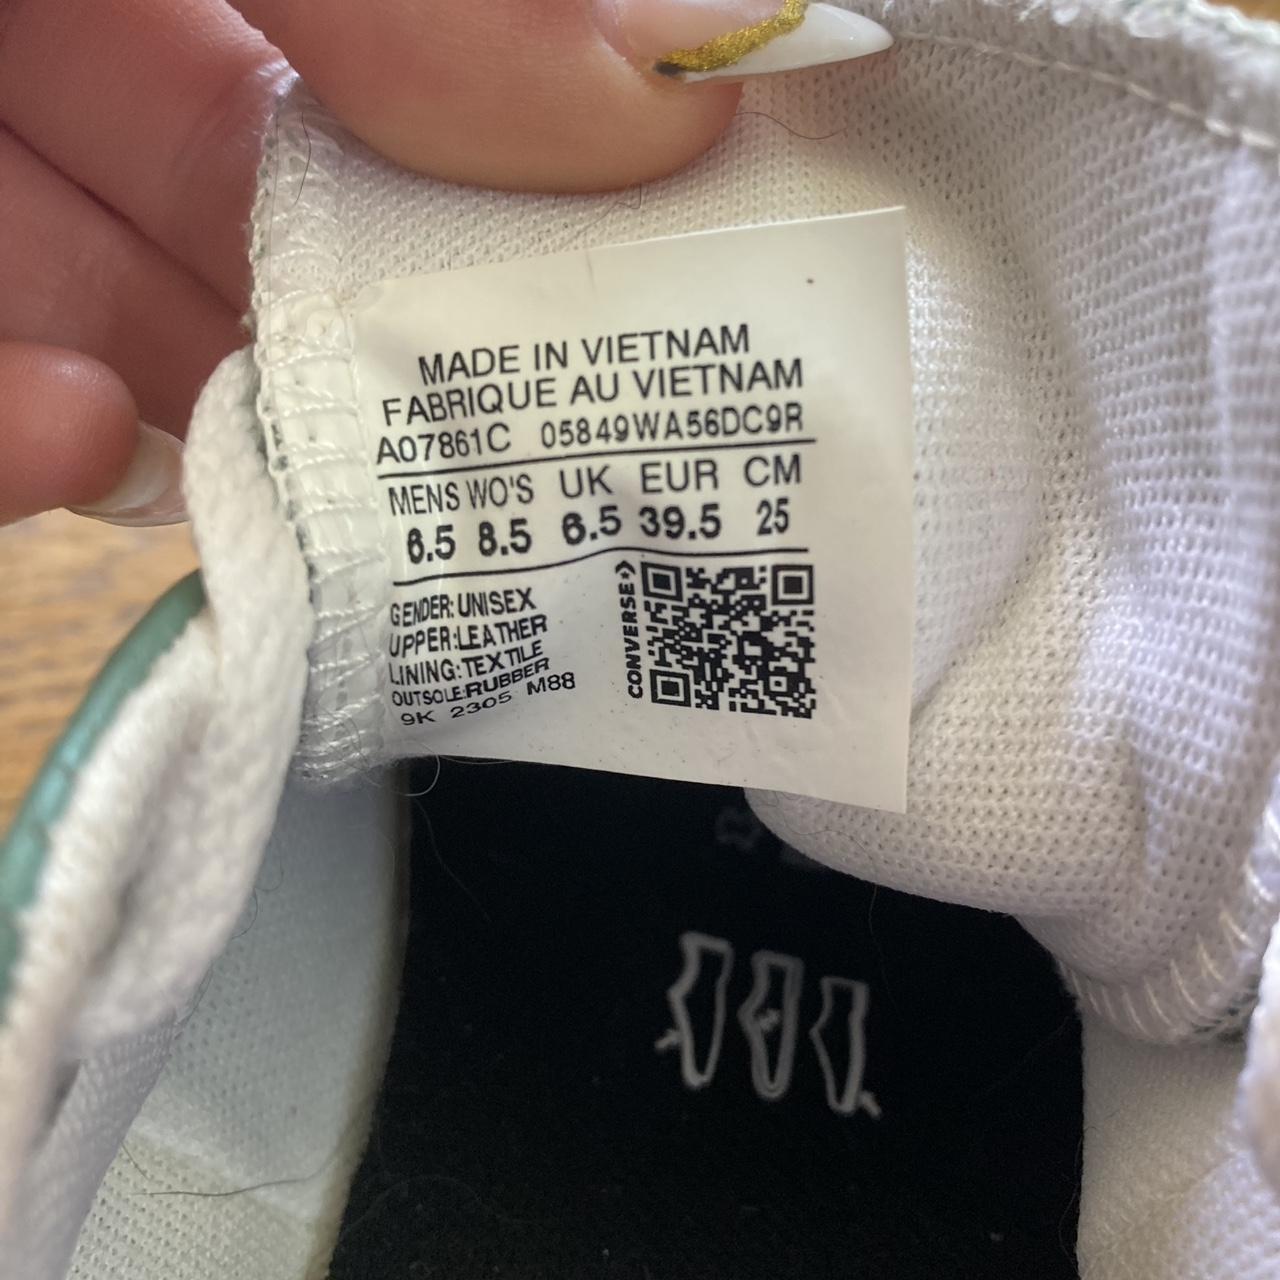 MADE IN VIETNAM
FABRIQUE AU VIETNAM
A07861C 05849WA56DC9R
MENS WO'S UK EUR CM
6.5 8.5 6.5 39.5 25
GENDER: UNISEX
UPPER:LEATHER
LINING:TEXTILE
OUTSOLE:RUBBER
9K 2305 M88
CONVERSE